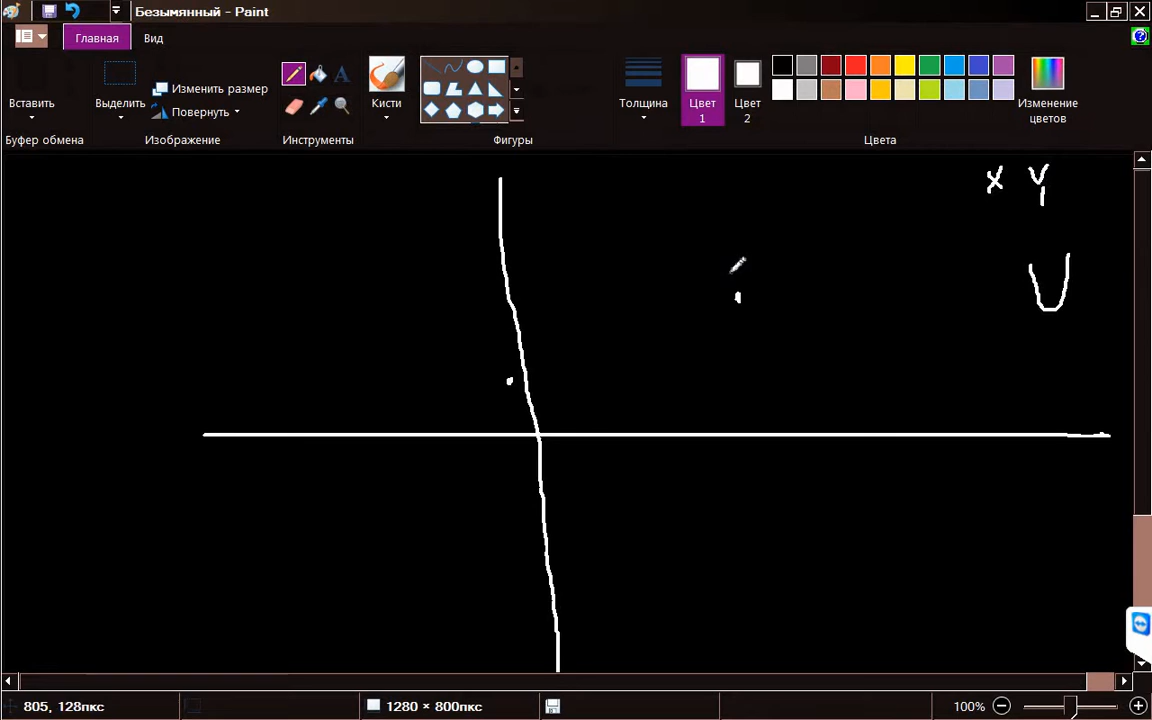 Безымянный - Paint
Главная Вид
Вставить
Буфер обмена
Выделить
Изменить размер
Повернуть
Изображение
Инструменты
Кисти
Фигуры
Толщина
Цвет 1
Цвет 2
Изменение цветов
Цвета
X Y
U
805, 128пкс
1280 × 800пкс
100%